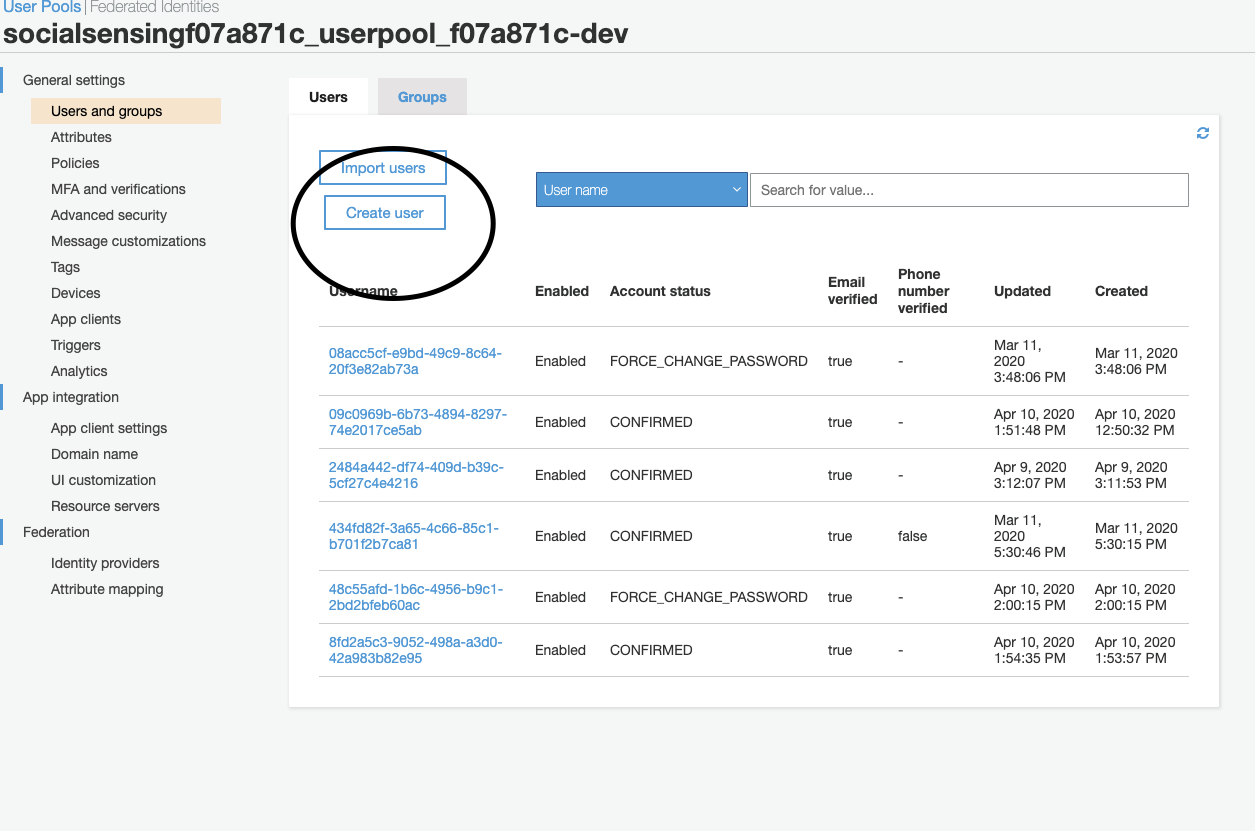 User Pools | Federated Identities
socialsensingf07a871c_userpool_f07a871c-dev
General settings
Users and groups
Attributes
Policies
MFA and verifications
Advanced security
Message customizations
Tags
Devices
App clients
Triggers
Analytics
App integration
App client settings
Domain name
UI customization
Resource servers
Federation
Identity providers
Attribute mapping
Users Groups
Import users
Create user
User name Search for value...
Username Enabled Account status Email verified Phone number verified Updated Created
08acc5cf-e9bd-49c9-8c64-
20f3e82ab73a
Enabled FORCE_CHANGE_PASSWORD true -
Mar 11,
2020
3:48:06 PM
Mar 11, 2020
3:48:06 PM
09c0969b-6b73-4894-8297-
74e2017ce5ab
Enabled CONFIRMED true -
Apr 10, 2020
1:51:48 PM
Apr 10, 2020
12:50:32 PM
2484a442-df74-409d-b39c-
5cf27c4e4216
Enabled CONFIRMED true -
Apr 9, 2020
3:12:07 PM
Apr 9, 2020
3:11:53 PM
434fd82f-3a65-4c66-85c1-
b701f2b7ca81
Enabled CONFIRMED true false
Mar 11,
2020
5:30:46 PM
Mar 11, 2020
5:30:15 PM
48c55afd-1b6c-4956-b9c1-
2bd2bfeb60ac
Enabled FORCE_CHANGE_PASSWORD true -
Apr 10, 2020
2:00:15 PM
Apr 10, 2020
2:00:15 PM
8fd2a5c3-9052-498a-a3d0-
42a983b82e95
Enabled CONFIRMED true -
Apr 10, 2020
1:54:35 PM
Apr 10, 2020
1:53:57 PM